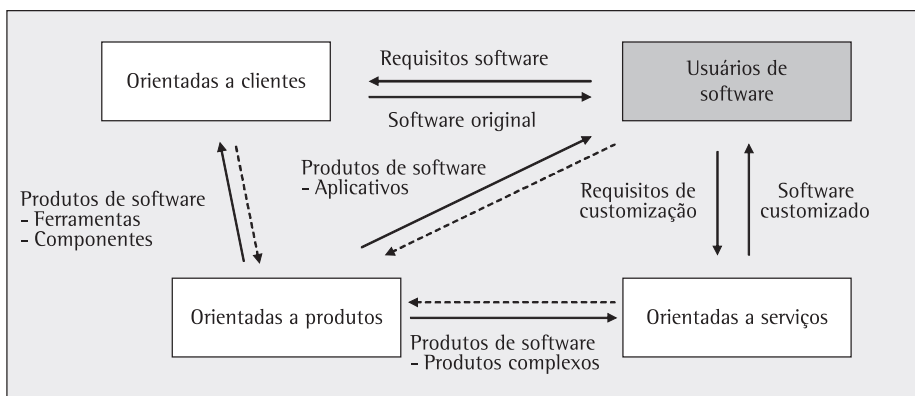 Orientadas a clientes
Requisitos software
Software original
Usuários de
software
Produtos de software
- Ferramentas
- Componentes
Produtos de software
- Aplicativos
Requisitos de
customização
Software
customizado
Orientadas a produtos
Produtos de software
- Produtos complexos
Orientadas a serviços